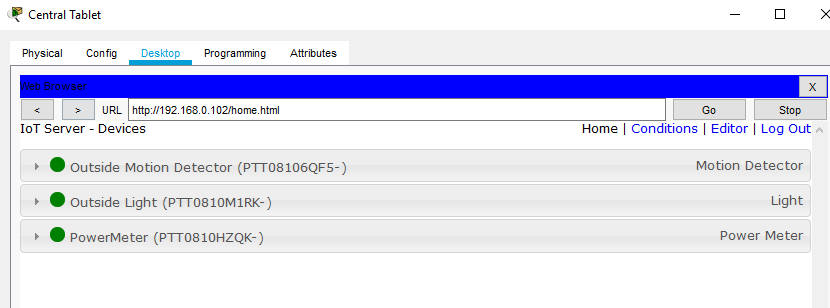 Central Tablet
Physical Config Desktop Programming Attributes
Web Browser X
< > URL http://192.168.0.102/home.html Go Stop
IoT Server - Devices Home | Conditions | Editor | Log Out
Outside Motion Detector (PTT08106QF5-) Motion Detector
Outside Light (PTT0810M1RK-) Light
PowerMeter (PTT0810HZQK-) Power Meter